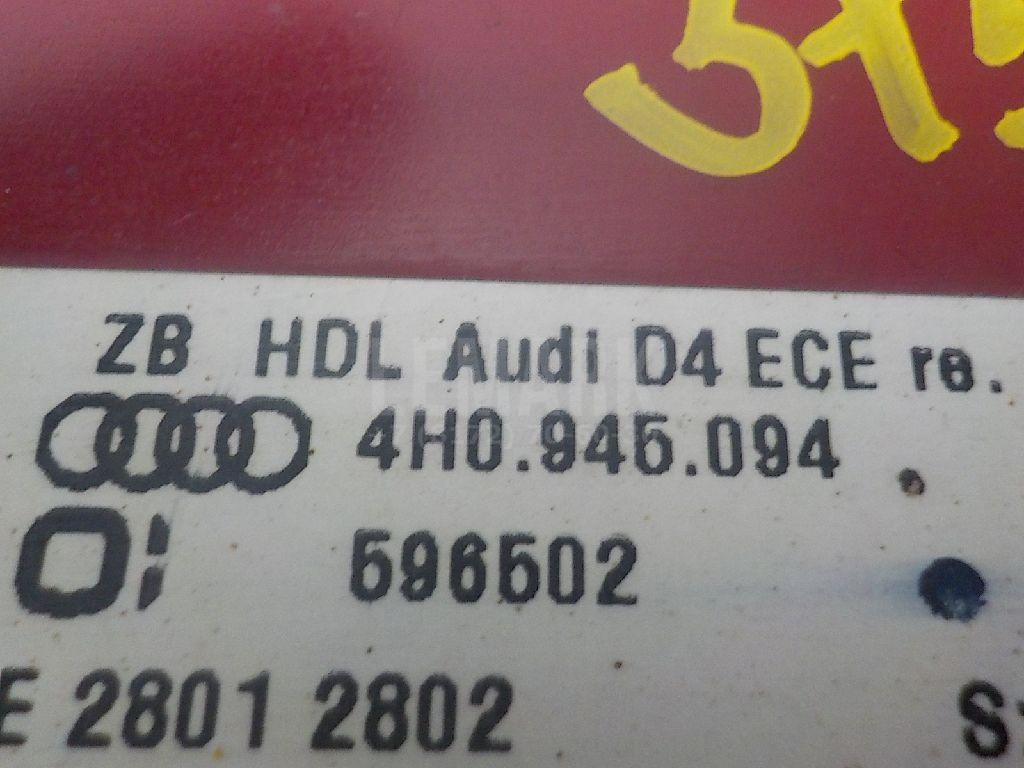 ZB HDL Audi D4 ECE re.
4H0.945.094
596502
E 2801 2802